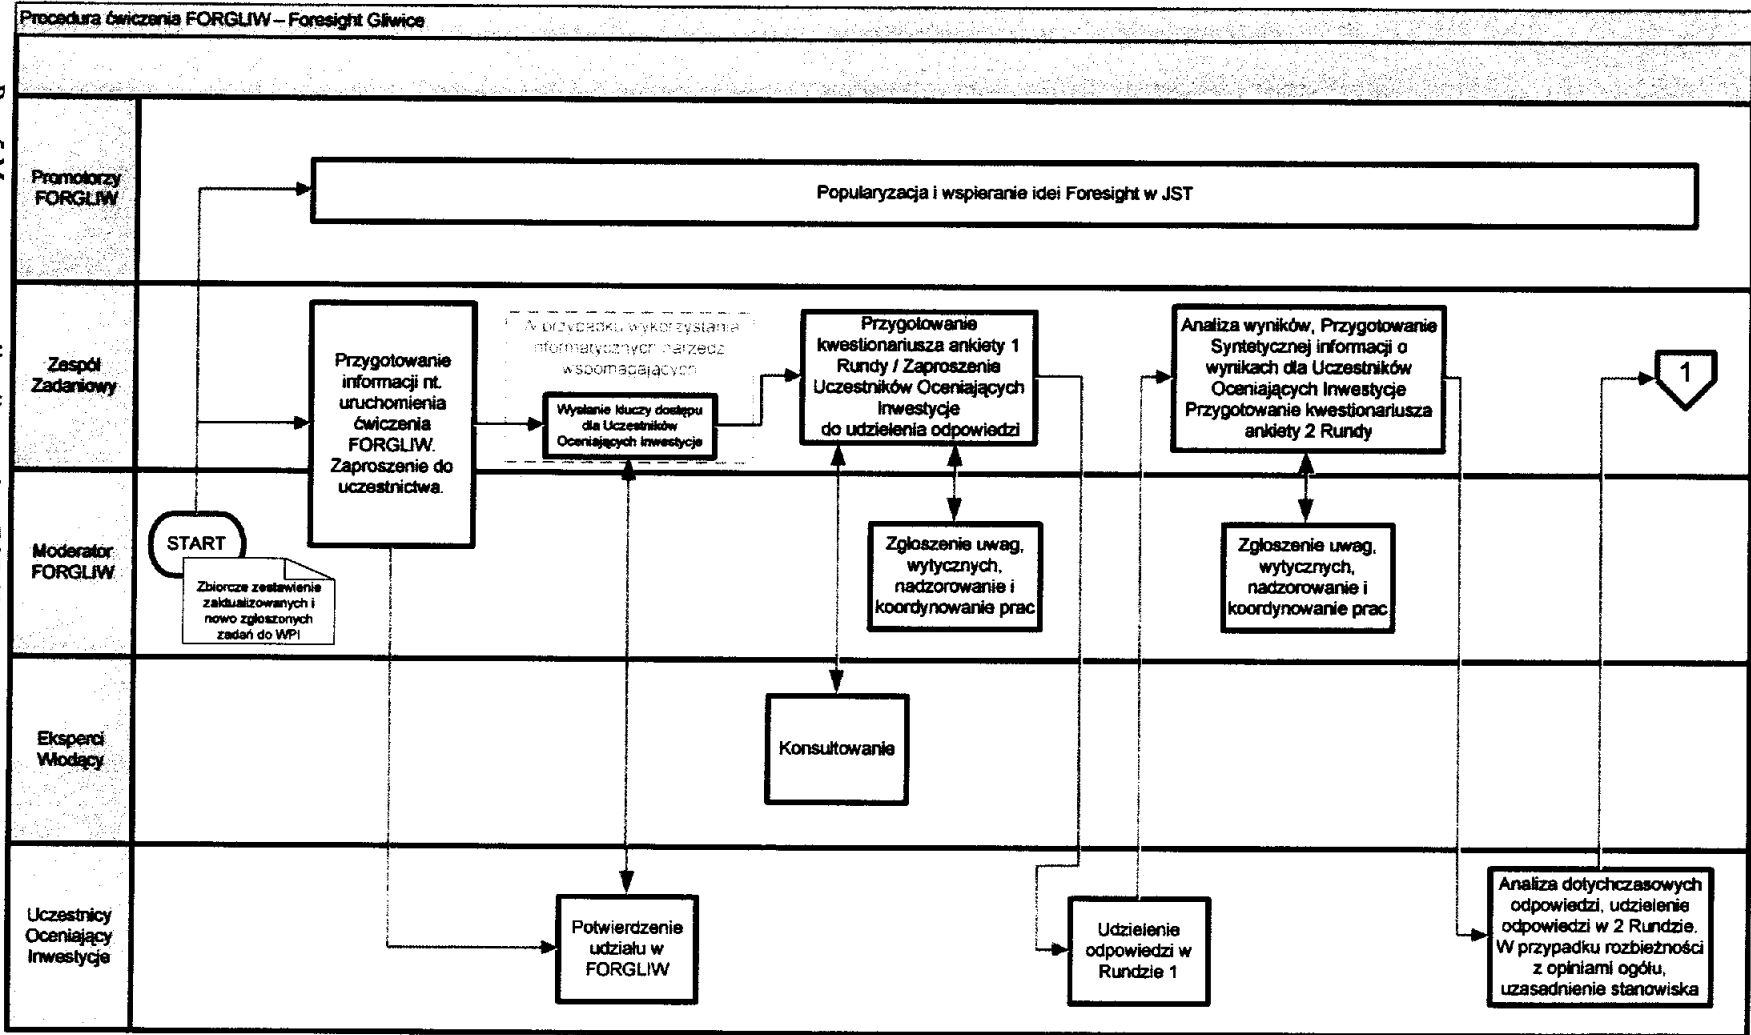 Procedura ćwiczenia FORGLIW – Foresight Gliwice
Promotorzy
FORGLIW
Popularyzacja i wspieranie idei Foresight w JST
Zespół
Zadaniowy
Przygotowanie
informacji nt.
uruchomienia
ćwiczenia
FORGLIW.
Zaproszenie do
uczestnictwa.
W przypadku wykorzystania
informatycznych narzędz
wspomagających
Wysłanie kluczy dostępu
dla Uczestników
Oceniających Inwestycje
Przygotowanie
kwestionariusza ankiety 1
Rundy / Zaproszenie
Uczestników Oceniających
Inwestycje
do udzielenia odpowiedzi
Analiza wyników, Przygotowanie
Syntetycznej informacji o
wynikach dla Uczestników
Oceniających Inwestycje
Przygotowanie kwestionariusza
ankiety 2 Rundy
1
Moderator
FORGLIW
START
Zbiorcze zestawienie
zaktualizowanych i
nowo zgłoszonych
zadań do WPI
Zgłoszenie uwag,
wytycznych,
nadzorowanie i
koordynowanie prac
Zgłoszenie uwag,
wytycznych,
nadzorowanie i
koordynowanie prac
Eksperci
Wiodący
Konsultowanie
Uczestnicy
Oceniający
Inwestycje
Potwierdzenie
udziału w
FORGLIW
Udzielenie
odpowiedzi w
Rundzie 1
Analiza dotychczasowych
odpowiedzi, udzielenie
odpowiedzi w 2 Rundzie.
W przypadku rozbieżności
z opiniami ogółu,
uzasadnienie stanowiska